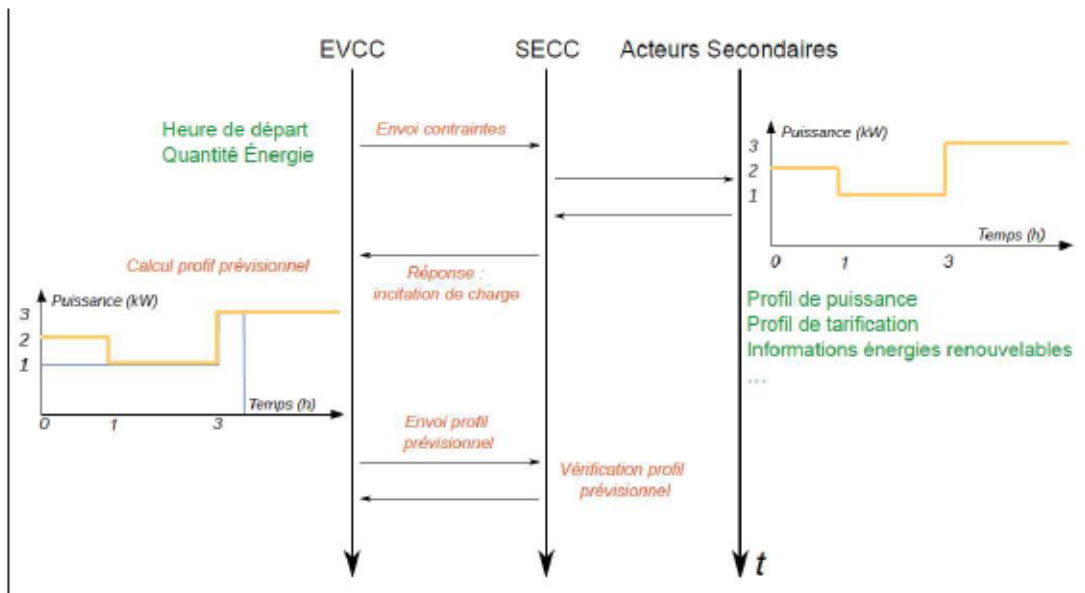 EVCC
SECC
Acteurs Secondaires
Heure de départ
Quantité Énergie
Envoi contraintes
Puissance (kW)
3
2
1
Temps (h)
0
1
3
Calcul profil prévisionnel
Réponse :
incitation de charge
Puissance (kW)
3
2
1
Temps (h)
0
1
3
Profil de puissance
Profil de tarification
Informations énergies renouvelables
...
Envoi profil
prévisionnel
Vérification profil
prévisionnel
t